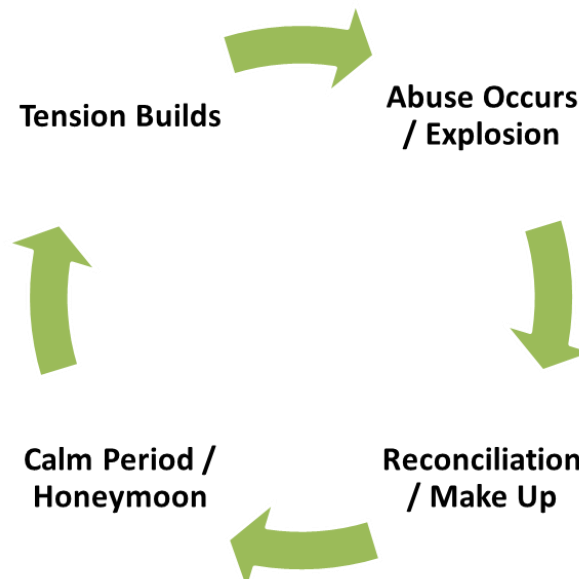 Tension Builds
Abuse Occurs
/ Explosion
Calm Period /
Honeymoon
Reconciliation
/ Make Up